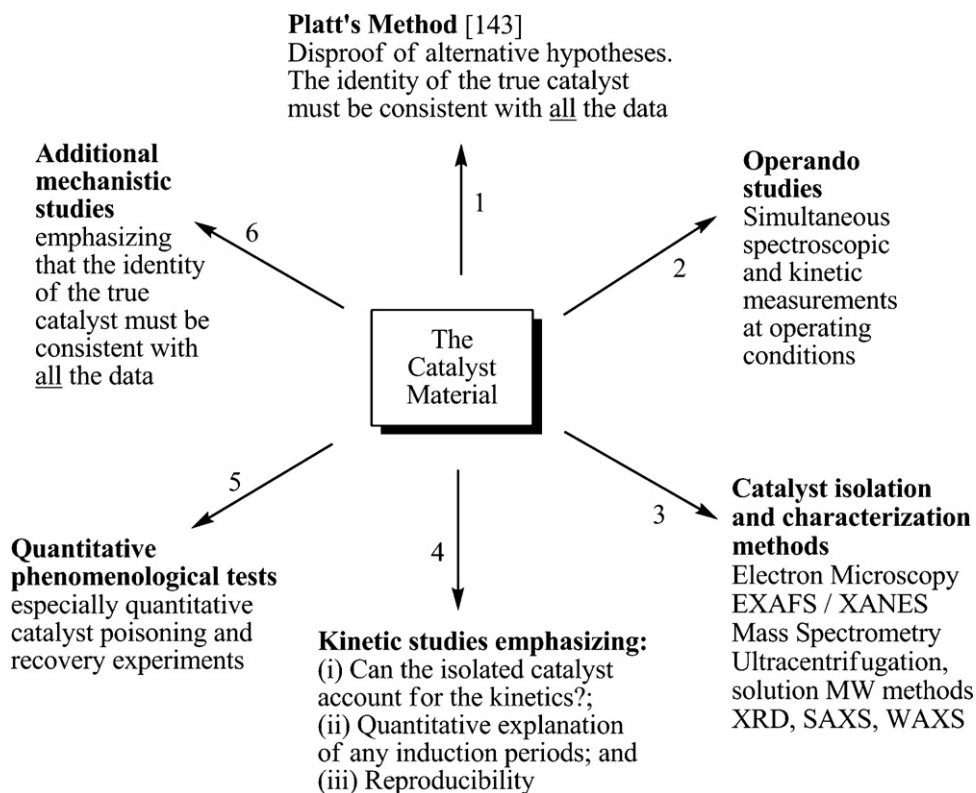 Platt's Method [143]
Disproof of alternative hypotheses.
The identity of the true catalyst
must be consistent with all the data
1
Operando
studies
Simultaneous
spectroscopic
and kinetic
measurements
at operating
conditions
2
Catalyst isolation
and characterization
methods
Electron Microscopy
EXAFS / XANES
Mass Spectrometry
Ultracentrifugation,
solution MW methods
XRD, SAXS, WAXS
3
Kinetic studies emphasizing:
(i) Can the isolated catalyst
account for the kinetics?;
(ii) Quantitative explanation
of any induction periods; and
(iii) Reproducibility
4
Quantitative
phenomenological tests
especially quantitative
catalyst poisoning and
recovery experiments
5
Additional
mechanistic
studies
emphasizing
that the identity
of the true
catalyst must be
consistent with
all the data
6
The
Catalyst
Material